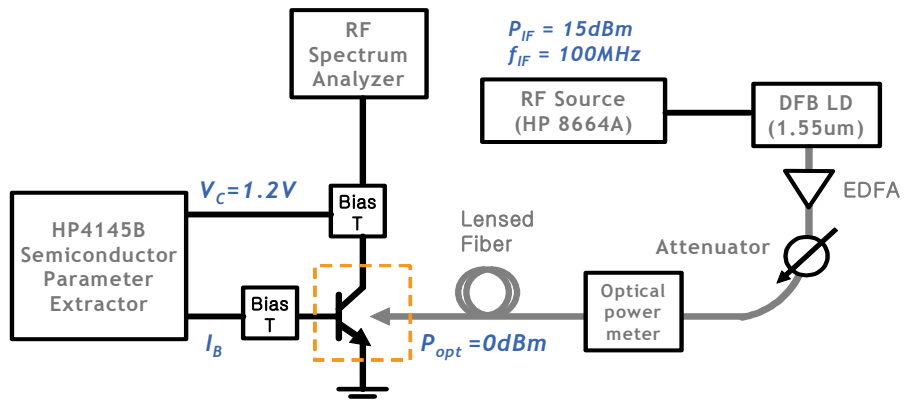 RF
Spectrum
Analyzer
P_IF = 15dBm
f_IF = 100MHz
RF Source
(HP 8664A)
DFB LD
(1.55um)
EDFA
V_C=1.2V
Bias
T
HP4145B
Semiconductor
Parameter
Extractor
Lensed
Fiber
Attenuator
Bias
T
Optical
power
meter
I_B
P_opt =0dBm